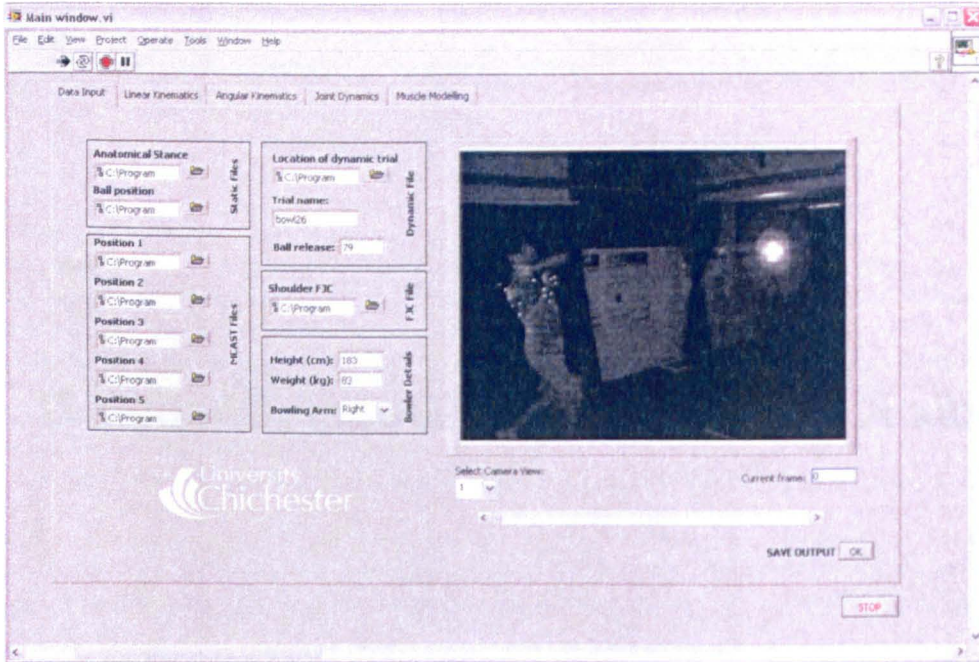 Main window.vi
File Edit View Project Operate Tools Window Help
Data Input Linear Kinematics Angular Kinematics Joint Dynamics Muscle Modelling
Anatomical Stance
C:\Program
Ball position
C:\Program
Static Files
Position 1
C:\Program
Position 2
C:\Program
Position 3
C:\Program
Position 4
C:\Program
Position 5
C:\Program
MCAST Files
Location of dynamic trial
C:\Program
Trial name:
bowl26
Ball release: 79
Dynamic File
Shoulder FJC
C:\Program
FJC File
Height (cm): 183
Weight (kg): 82
Bowling Arm: Right
Bowler Details
University
Chichester
Select Camera View:
1
Current frame: 0
SAVE OUTPUT OK
STOP